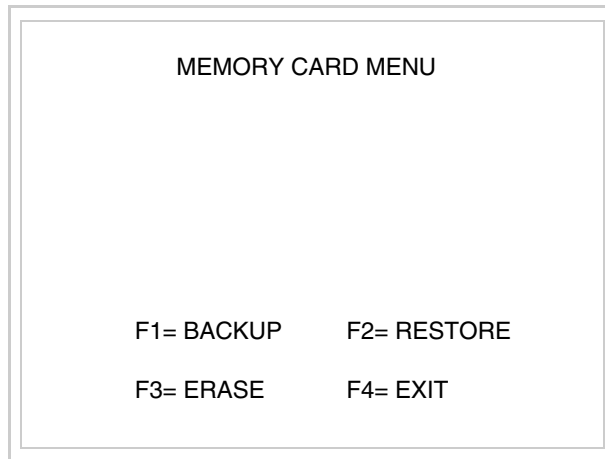 MEMORY CARD MENU
F1= BACKUP F2= RESTORE
F3= ERASE F4= EXIT